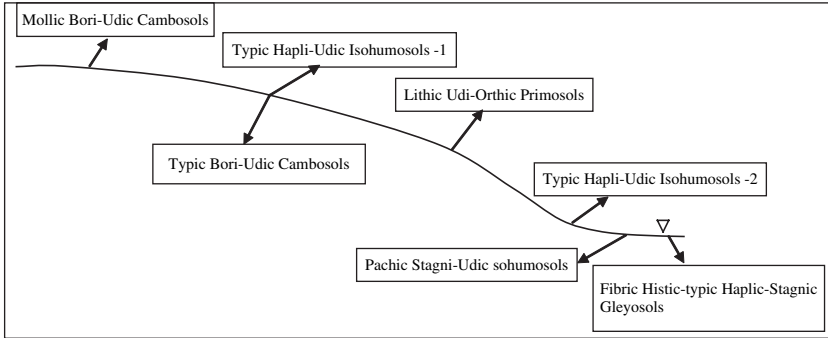 Mollic Bori-Udic Cambosols
Typic Hapli-Udic Isohumosols -1
Lithic Udi-Orthic Primosols
Typic Bori-Udic Cambosols
Typic Hapli-Udic Isohumosols -2
Pachic Stagni-Udic sohumosols
Fibric Histic-typic Haplic-Stagnic
Gleyosols